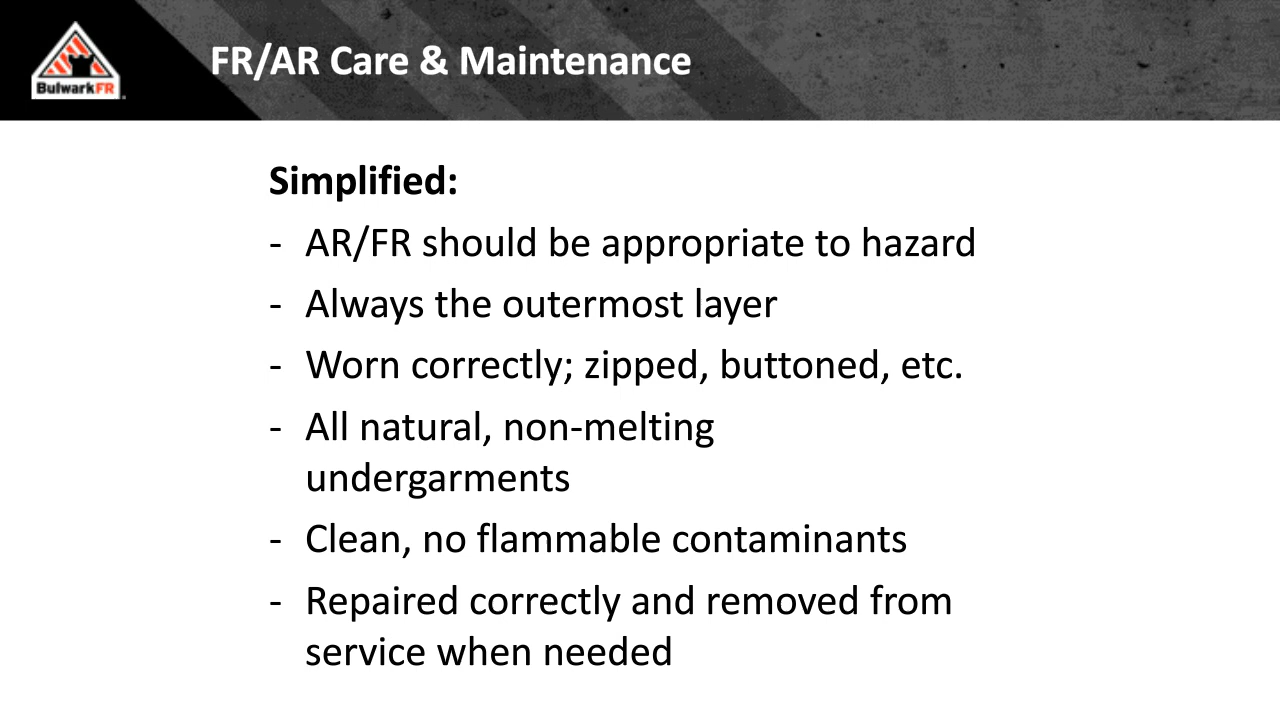 FR/AR Care & Maintenance
BulwarkFR
Simplified:
- AR/FR should be appropriate to hazard
- Always the outermost layer
- Worn correctly; zipped, buttoned, etc.
- All natural, non-melting
undergarments
- Clean, no flammable contaminants
- Repaired correctly and removed from
service when needed